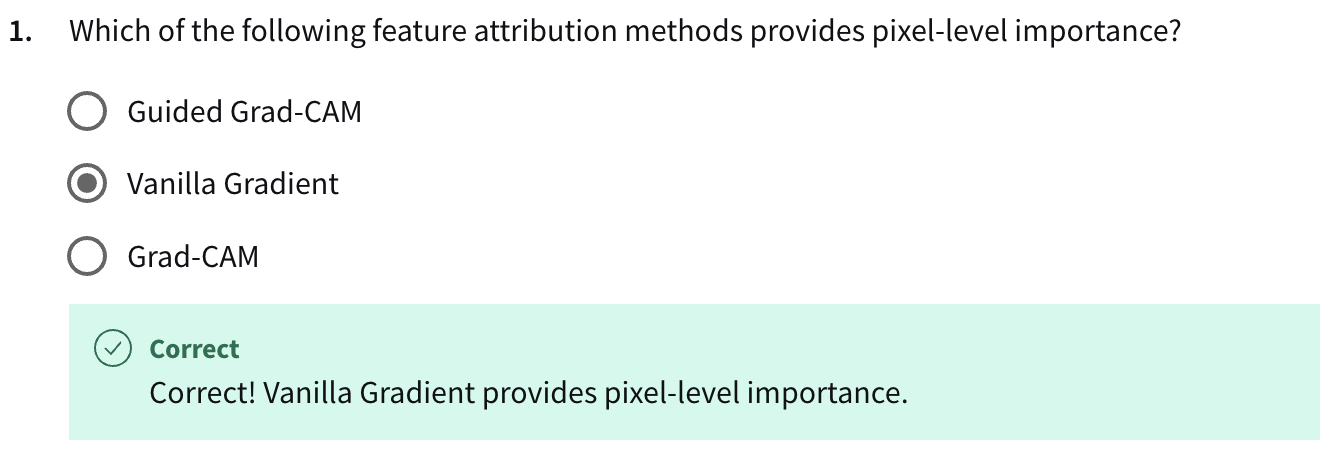 1. Which of the following feature attribution methods provides pixel-level importance?
Guided Grad-CAM
Vanilla Gradient
Grad-CAM
Correct
Correct! Vanilla Gradient provides pixel-level importance.